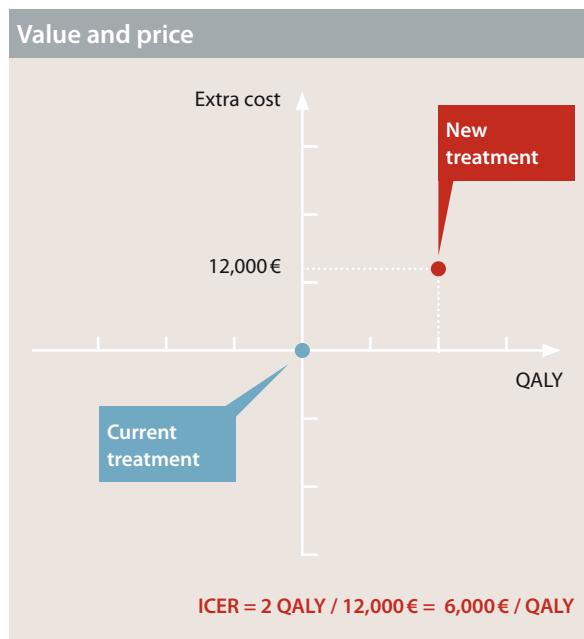 Value and price
Extra cost
New
treatment
12,000 €
QALY
Current
treatment
ICER = 2 QALY / 12,000 € = 6,000 € / QALY